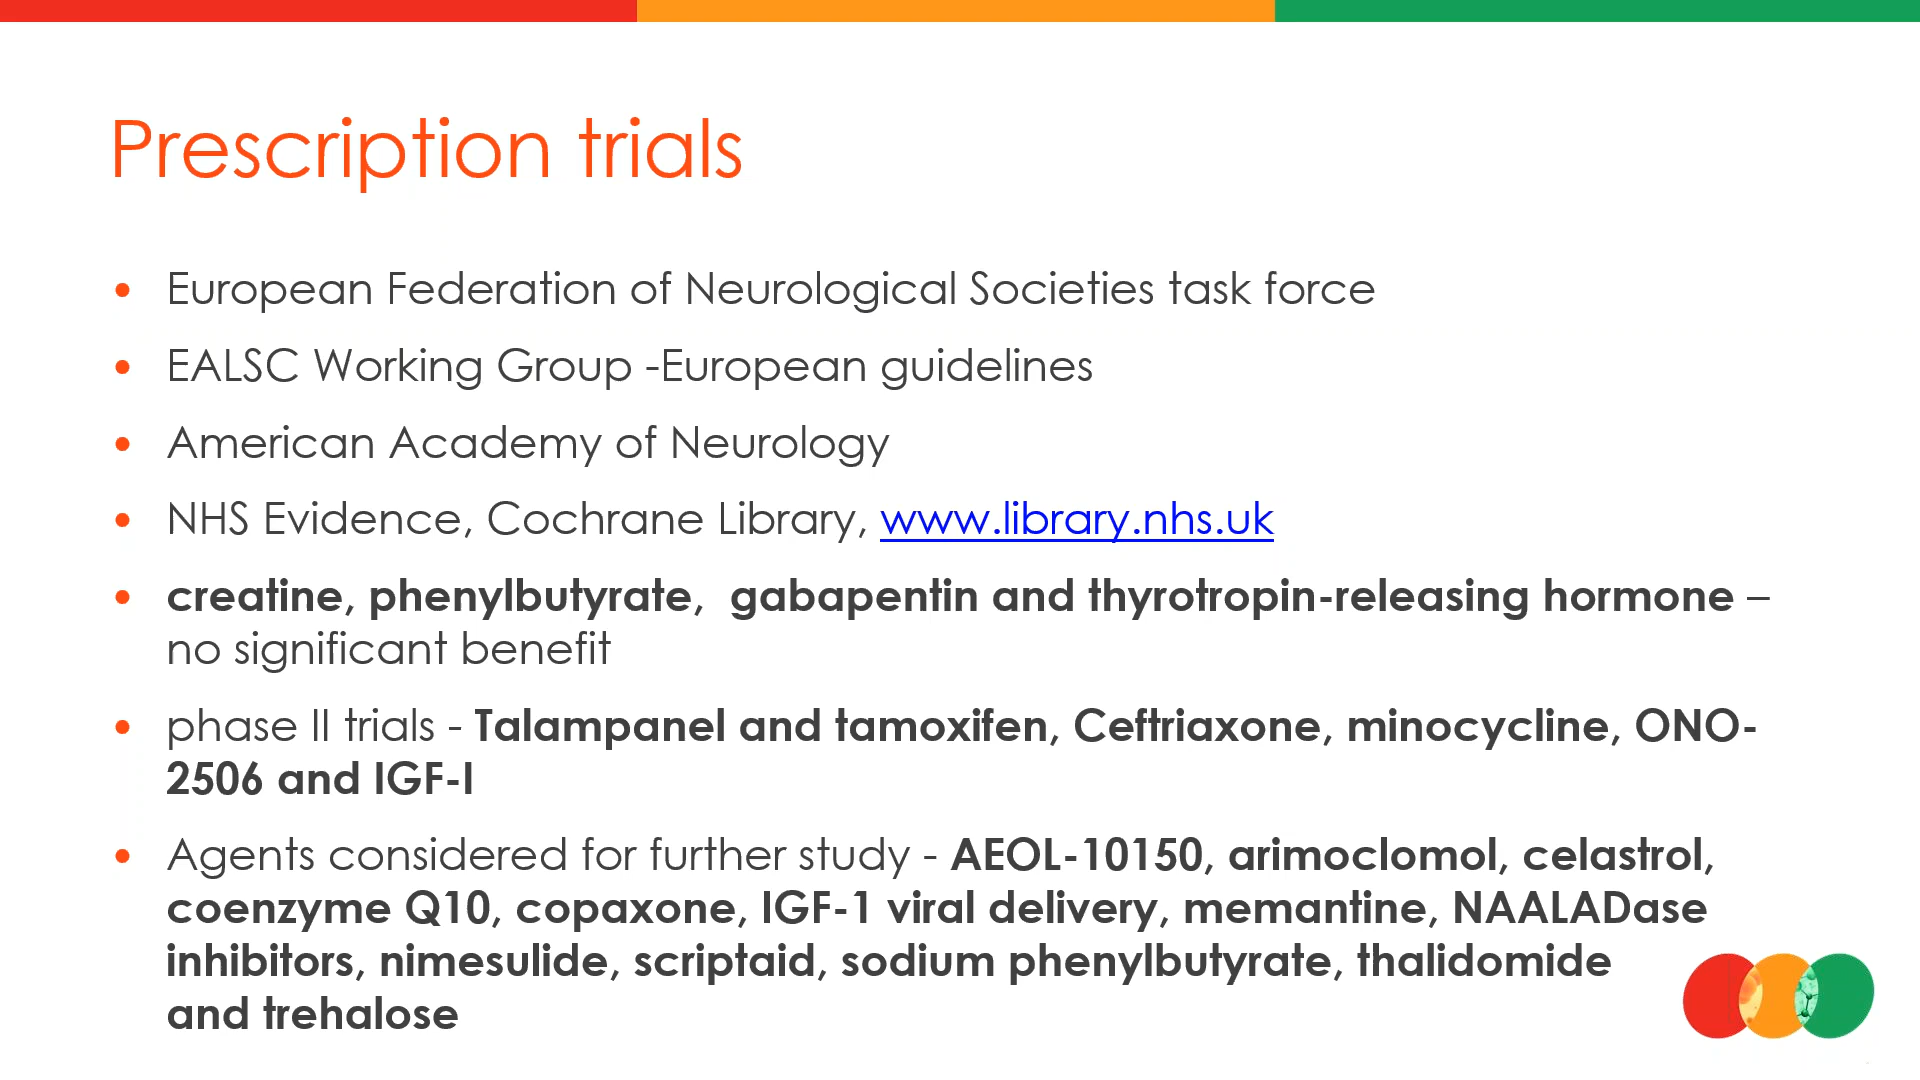 Prescription trials
• European Federation of Neurological Societies task force
• EALSC Working Group -European guidelines
• American Academy of Neurology
• NHS Evidence, Cochrane Library, www.library.nhs.uk
• creatine, phenylbutyrate,  gabapentin and thyrotropin-releasing hormone –
no significant benefit
• phase II trials - Talampanel and tamoxifen, Ceftriaxone, minocycline, ONO-
2506 and IGF-I
• Agents considered for further study - AEOL-10150, arimoclomol, celastrol,
coenzyme Q10, copaxone, IGF-1 viral delivery, memantine, NAALADase
inhibitors, nimesulide, scriptaid, sodium phenylbutyrate, thalidomide
and trehalose